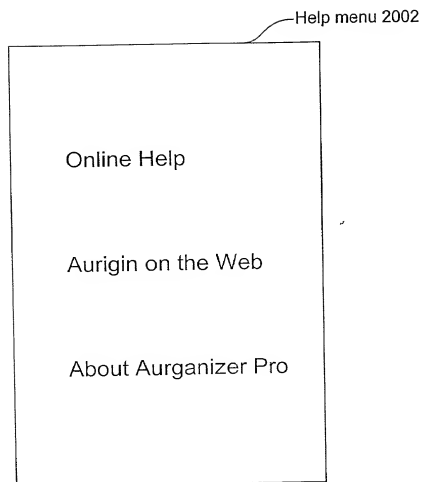 Help menu 2002
Online Help
Aurigin on the Web
About Aurganizer Pro